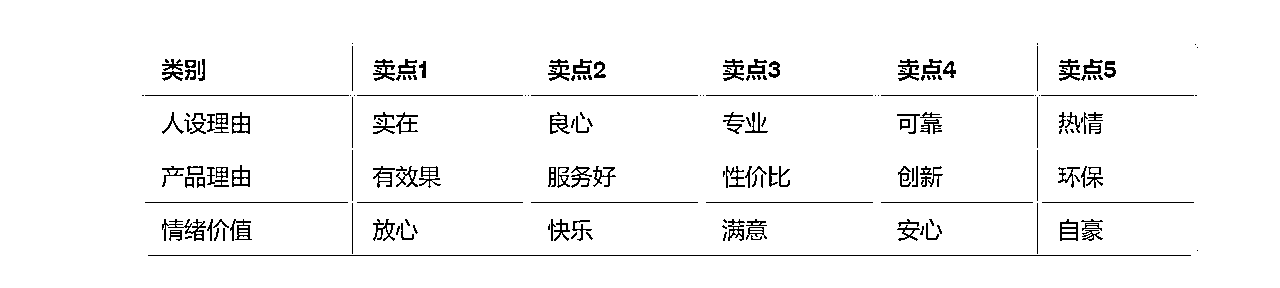 类别 卖点1 卖点2 卖点3 卖点4 卖点5
人设理由 实在 良心 专业 可靠 热情
产品理由 有效果 服务好 性价比 创新 环保
情绪价值 放心 快乐 满意 安心 自豪